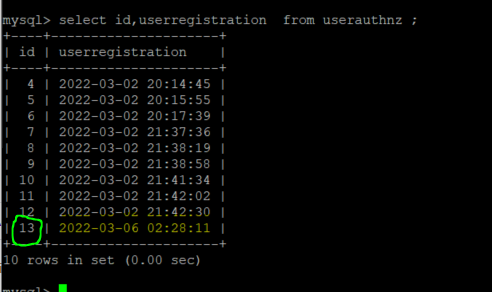 mysql> select id,userregistration  from userauthnz ;
+----+---------------------+
| id | userregistration    |
+----+---------------------+
|  4 | 2022-03-02 20:14:45 |
|  5 | 2022-03-02 20:15:55 |
|  6 | 2022-03-02 20:17:39 |
|  7 | 2022-03-02 21:37:36 |
|  8 | 2022-03-02 21:38:19 |
|  9 | 2022-03-02 21:38:58 |
| 10 | 2022-03-02 21:41:34 |
| 11 | 2022-03-02 21:42:02 |
| 12 | 2022-03-02 21:42:30 |
| 13 | 2022-03-06 02:28:11 |
+----+---------------------+
10 rows in set (0.00 sec)
mysql>